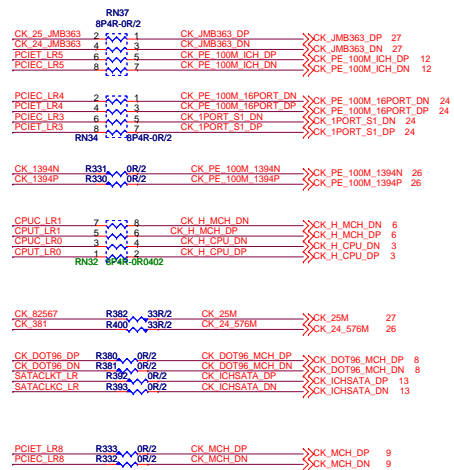 RN37
8P4R-0R/2
CK_25_JMB363 2 1 CK_JMB363_DP CK_JMB363_DP 27
CK_24_JMB363 4 3 CK_JMB363_DN CK_JMB363_DN 27
PCIET_LR5 6 5 CK_PE_100M_ICH_DP CK_PE_100M_ICH_DP 12
PCIEC_LR5 8 7 CK_PE_100M_ICH_DN CK_PE_100M_ICH_DN 12
PCIEC_LR4 2 1 CK_PE_100M_16PORT_DN CK_PE_100M_16PORT_DN 24
PCIET_LR4 4 3 CK_PE_100M_16PORT_DP CK_PE_100M_16PORT_DP 24
PCIEC_LR3 6 5 CK_1PORT_S1_DN CK_1PORT_S1_DN 24
PCIET_LR3 8 7 CK_1PORT_S1_DP CK_1PORT_S1_DP 24
RN34 8P4R-0R/2
CK_1394N R331 0R/2 CK_PE_100M_1394N CK_PE_100M_1394N 26
CK_1394P R330 0R/2 CK_PE_100M_1394P CK_PE_100M_1394P 26
CPUC_LR1 7 8 CK_H_MCH_DN CK_H_MCH_DN 6
CPUT_LR1 5 6 CK_H_MCH_DP CK_H_MCH_DP 6
CPUC_LR0 3 4 CK_H_CPU_DN CK_H_CPU_DN 3
CPUT_LR0 1 2 CK_H_CPU_DP CK_H_CPU_DP 3
RN32 8P4R-0R0402
CK_82567 R382 33R/2 CK_25M CK_25M 27
CK_381 R400 33R/2 CK_24_576M CK_24_576M 26
CK_DOT96_DP R380 0R/2 CK_DOT96_MCH_DP CK_DOT96_MCH_DP 8
CK_DOT96_DN R381 0R/2 CK_DOT96_MCH_DN CK_DOT96_MCH_DN 8
SATACLKT_LR R392 0R/2 CK_ICHSATA_DP CK_ICHSATA_DP 13
SATACLKC_LR R393 0R/2 CK_ICHSATA_DN CK_ICHSATA_DN 13
PCIET_LR8 R333 0R/2 CK_MCH_DP CK_MCH_DP 9
PCIEC_LR8 R332 0R/2 CK_MCH_DN CK_MCH_DN 9